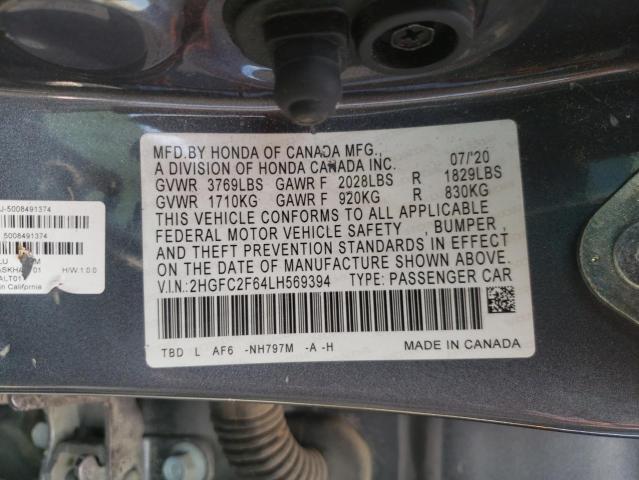 MFD.BY HONDA OF CANADA MFG.,
A DIVISION OF HONDA CANADA INC. 07/'20
GVWR 3769LBS GAWR F 2028LBS R 1829LBS
GVWR 1710KG GAWR F 920KG R 830KG
THIS VEHICLE CONFORMS TO ALL APPLICABLE
FEDERAL MOTOR VEHICLE SAFETY , BUMPER ,
AND THEFT PREVENTION STANDARDS IN EFFECT
ON THE DATE OF MANUFACTURE SHOWN ABOVE.
V.I.N.:2HGFC2F64LH569394 TYPE: PASSENGER CAR
TBD L AF6 -NH797M -A -H MADE IN CANADA
J-5008491374
5008491374
H/W:1.0.0
in California